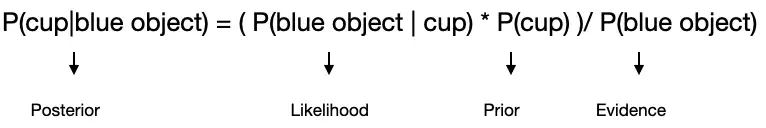 P(cup|blue object) = ( P(blue object | cup) * P(cup) )/ P(blue object)
Posterior Likelihood Prior Evidence